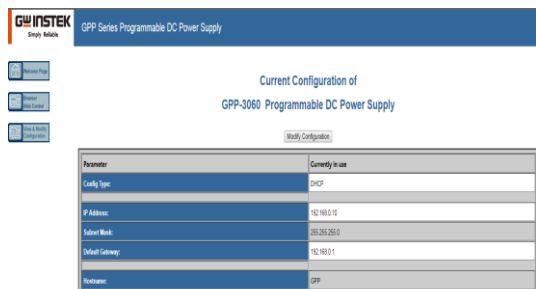 GWINSTEK
Simply Reliable
GPP Series Programmable DC Power Supply
Welcome Page
Browser
Web Control
View & Modify
Configuration
Current Configuration of
GPP-3060 Programmable DC Power Supply
Modify Configuration
Parameter Currently in use
Config Type: DHCP
IP Address: 192.168.0.10
Subnet Mask: 255.255.255.0
Default Gateway: 192.168.0.1
Hostname: GPP